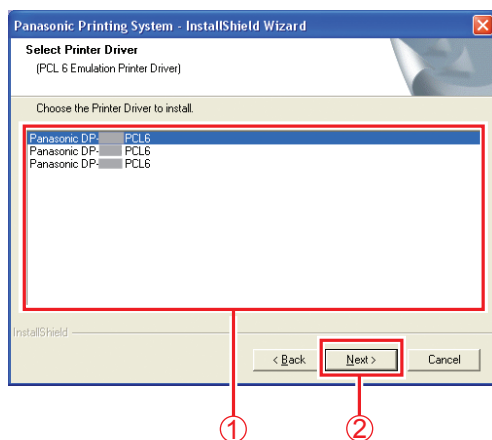 Panasonic Printing System - InstallShield Wizard
Select Printer Driver
(PCL 6 Emulation Printer Driver)
Choose the Printer Driver to install.
Panasonic DP- PCL6
Panasonic DP- PCL6
Panasonic DP- PCL6
InstallShield
< Back Next > Cancel
① ②